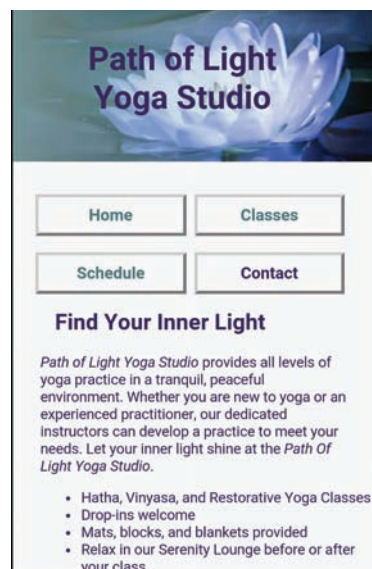 Path of Light
Yoga Studio
Home Classes
Schedule Contact
Find Your Inner Light
Path of Light Yoga Studio provides all levels of
yoga practice in a tranquil, peaceful
environment. Whether you are new to yoga or an
experienced practitioner, our dedicated
instructors can develop a practice to meet your
needs. Let your inner light shine at the Path Of
Light Yoga Studio.
• Hatha, Vinyasa, and Restorative Yoga Classes
• Drop-ins welcome
• Mats, blocks, and blankets provided
• Relax in our Serenity Lounge before or after
your class